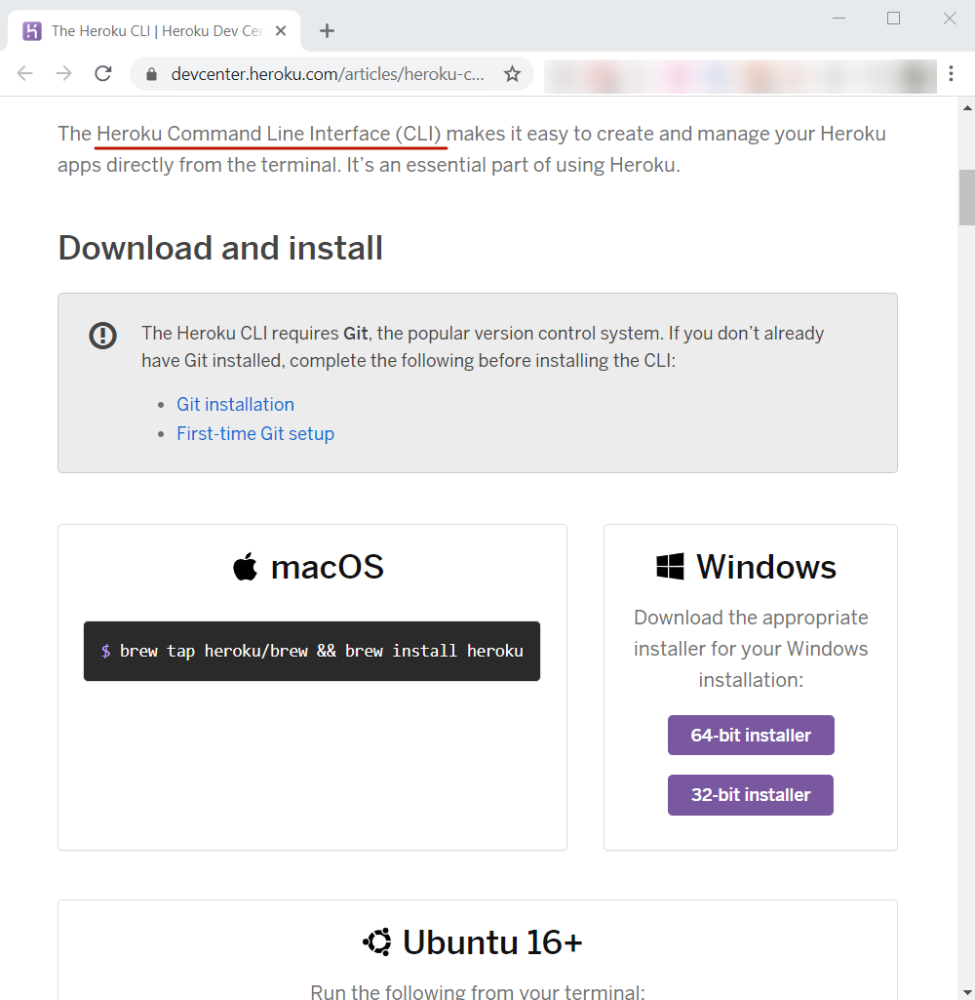 The Heroku CLI | Heroku Dev Cen
devcenter.heroku.com/articles/heroku-c...
The Heroku Command Line Interface (CLI) makes it easy to create and manage your Heroku
apps directly from the terminal. It’s an essential part of using Heroku.
Download and install
The Heroku CLI requires Git, the popular version control system. If you don’t already
have Git installed, complete the following before installing the CLI:
• Git installation
• First-time Git setup
macOS
$ brew tap heroku/brew && brew install heroku
Windows
Download the appropriate
installer for your Windows
installation:
64-bit installer
32-bit installer
Ubuntu 16+
Run the following from your terminal: